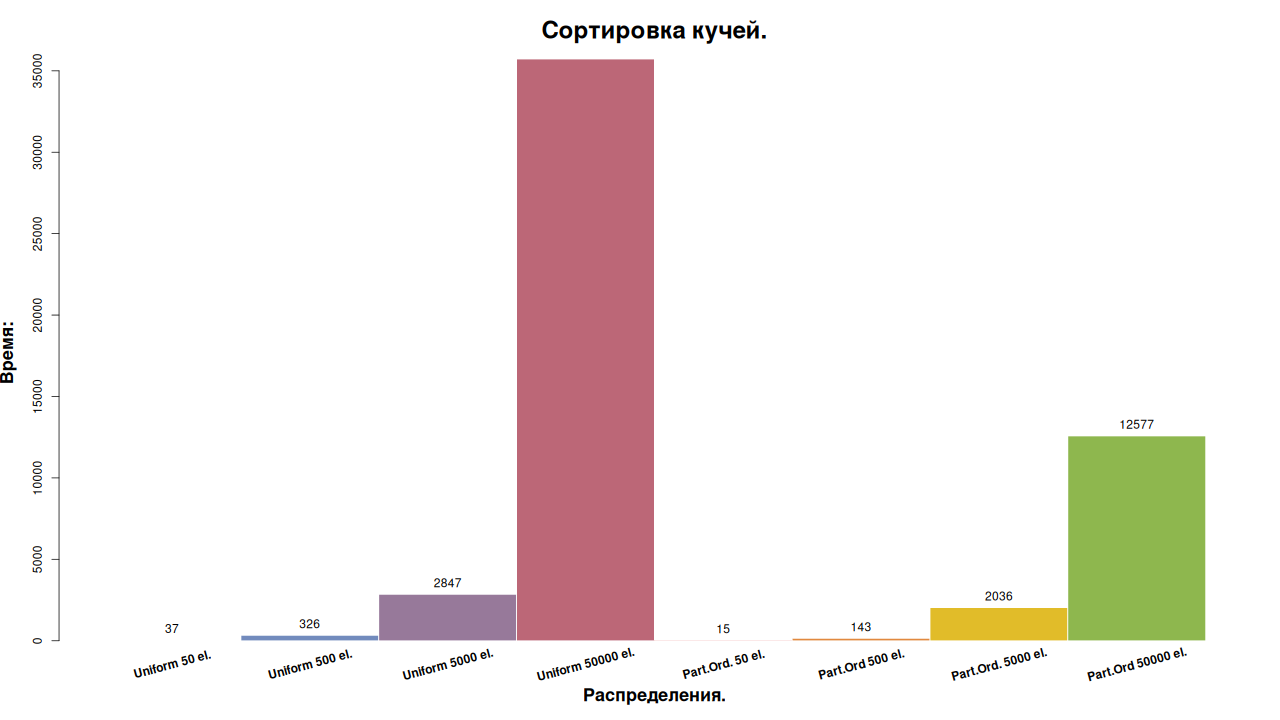 Сортировка кучей.
Время:
35000
30000
25000
20000
15000
10000
5000
0
37
326
2847
15
143
2036
12577
Uniform 50 el.
Uniform 500 el.
Uniform 5000 el.
Uniform 50000 el.
Part.Ord. 50 el.
Part.Ord 500 el.
Part.Ord. 5000 el.
Part.Ord 50000 el.
Распределения.